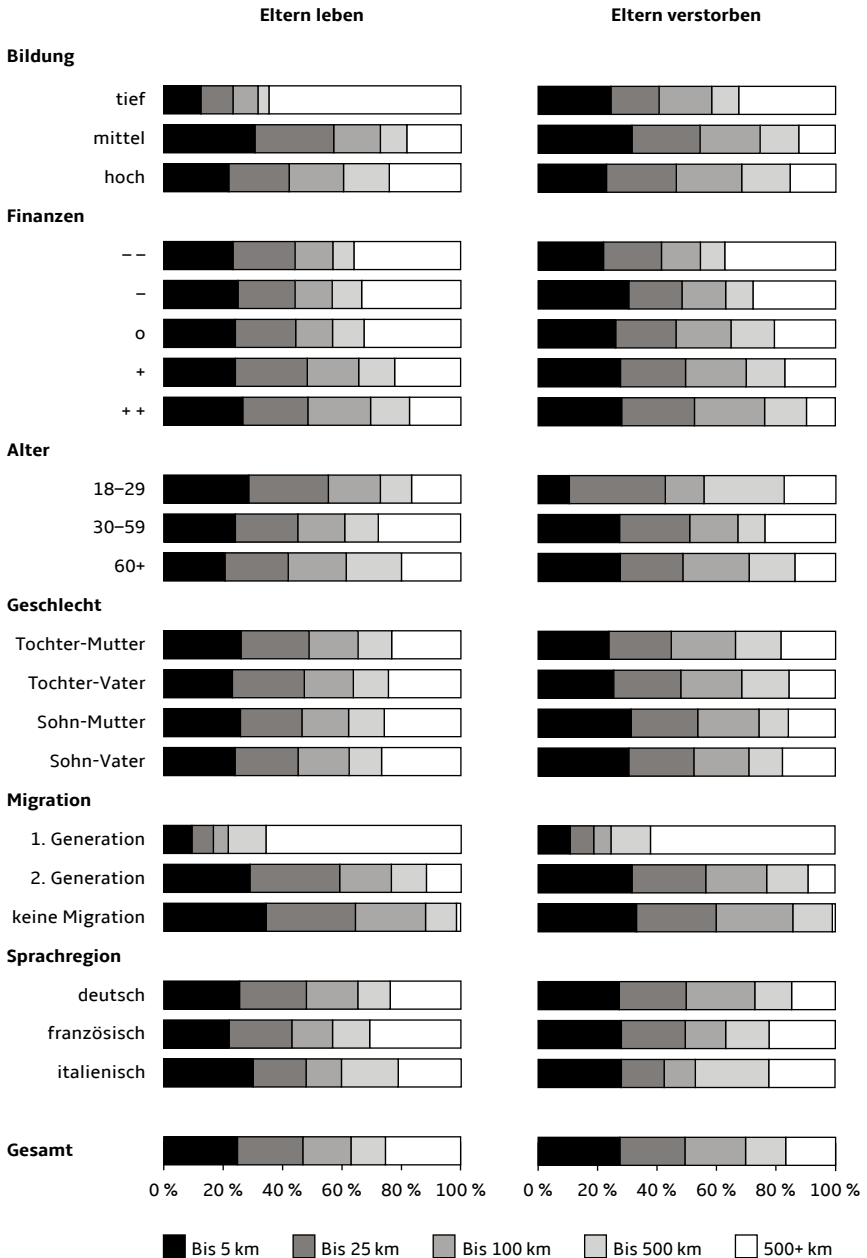 Eltern leben Eltern verstorben
Bildung
tief
mittel
hoch
Finanzen
– –
–
o
+
+ +
Alter
18–29
30–59
60+
Geschlecht
Tochter-Mutter
Tochter-Vater
Sohn-Mutter
Sohn-Vater
Migration
1. Generation
2. Generation
keine Migration
Sprachregion
deutsch
französisch
italienisch
Gesamt
0 % 20 % 40 % 60 % 80 % 100 % 0 % 20 % 40 % 60 % 80 % 100 %
Bis 5 km Bis 25 km Bis 100 km Bis 500 km 500+ km